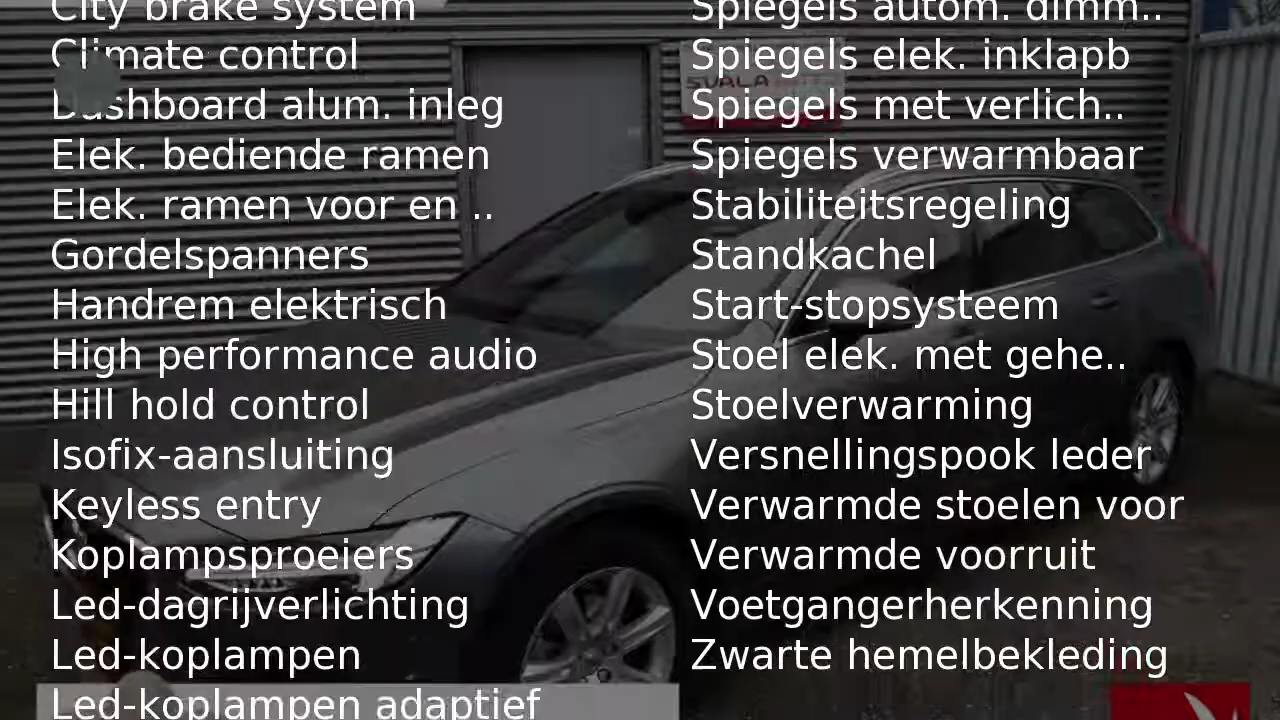 City brake system
Climate control
Dashboard alum. inleg
Elek. bediende ramen
Elek. ramen voor en ..
Gordelspanners
Handrem elektrisch
High performance audio
Hill hold control
Isofix-aansluiting
Keyless entry
Koplampsproeiers
Led-dagrijverlichting
Led-koplampen
Led-koplampen adaptief
Spiegels autom. dimm..
Spiegels elek. inklapb
Spiegels met verlich..
Spiegels verwarmbaar
Stabiliteitsregeling
Standkachel
Start-stopsysteem
Stoel elek. met gehe..
Stoelverwarming
Versnellingspook leder
Verwarmde stoelen voor
Verwarmde voorruit
Voetgangerherkenning
Zwarte hemelbekleding